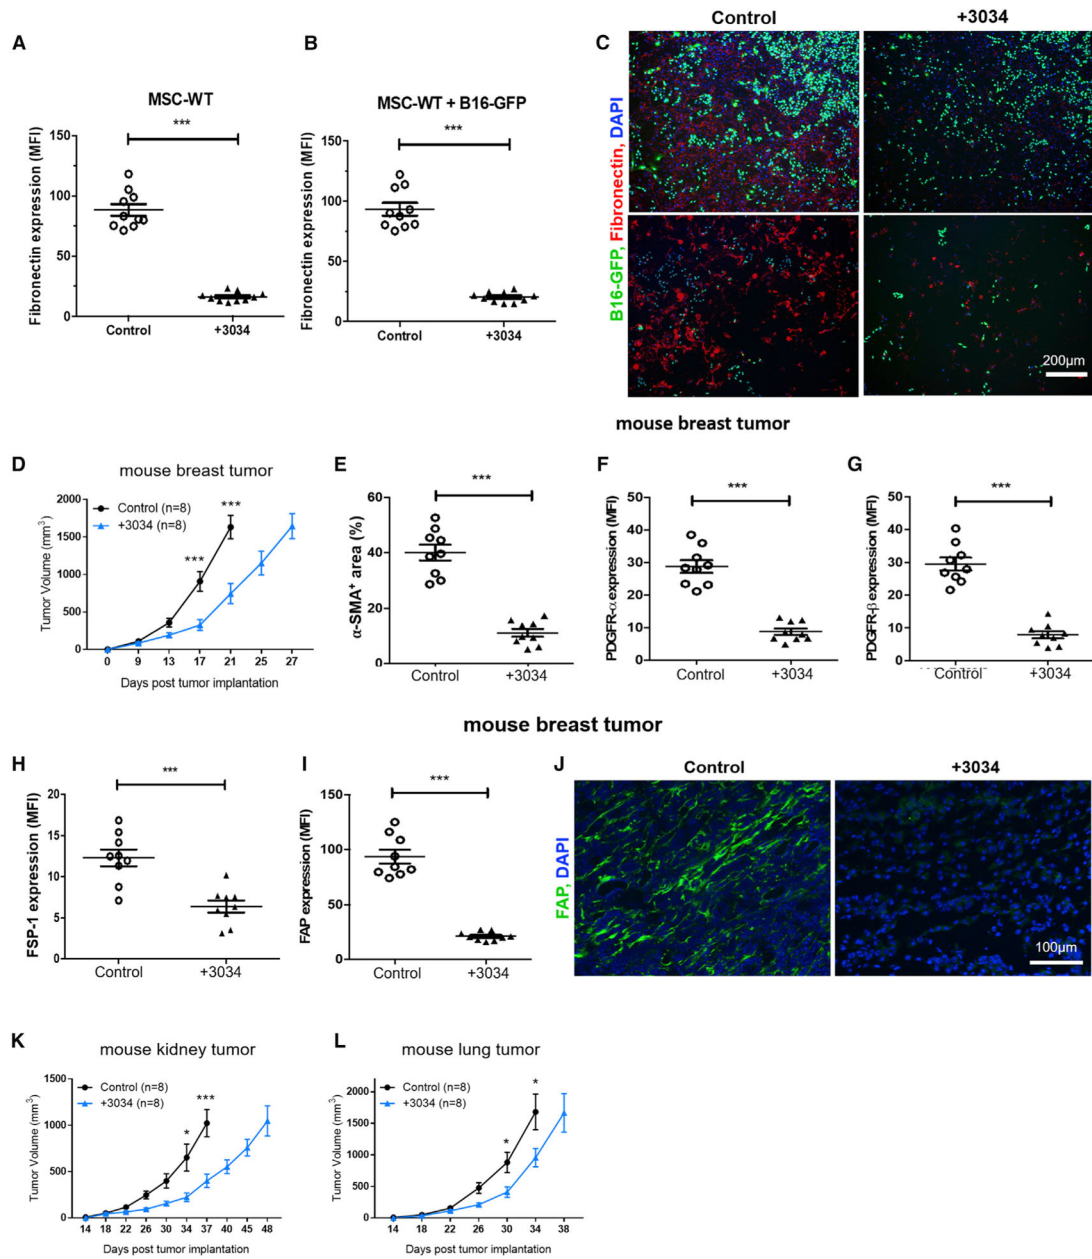 Control +3034
A B C
MSC-WT
MSC-WT + B16-GFP
***
***
Fibronectin expression (MFI)
150
100
50
0
Control +3034
Fibronectin expression (MFI)
150
100
50
0
Control +3034
B16-GFP, Fibronectin, DAPI
200µm
mouse breast tumor
D E F G
mouse breast tumor
Tumor Volume (mm3)
2000
1500
1000
500
0
Control (n=8)
+3034 (n=8)
***
***
0 9 13 17 21 25 27
Days post tumor implantation
α-SMA+ area (%)
60
40
20
0
***
Control +3034
PDGFR-α expression (MFI)
50
40
30
20
10
0
***
Control +3034
PDGFR-β expression (MFI)
50
40
30
20
10
0
***
Control +3034
mouse breast tumor
H I J
FSP-1 expression (MFI)
20
15
10
5
0
***
Control +3034
FAP expression (MFI)
150
100
50
0
***
Control +3034
Control +3034
FAP, DAPI
100µm
K L
mouse kidney tumor
Tumor Volume (mm3)
1500
1000
500
0
Control (n=8)
+3034 (n=8)
*
***
14 18 22 26 30 34 37 40 45 48
Days post tumor implantation
mouse lung tumor
Tumor Volume (mm3)
2000
1500
1000
500
0
Control (n=8)
+3034 (n=8)
*
*
14 18 22 26 30 34 38
Days post tumor implantation